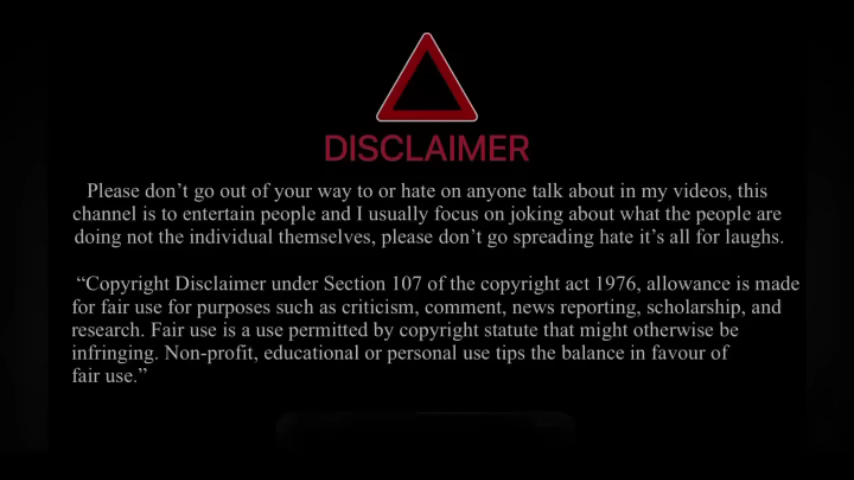 DISCLAIMER
Please don’t go out of your way to or hate on anyone talk about in my videos, this
channel is to entertain people and I usually focus on joking about what the people are
doing not the individual themselves, please don’t go spreading hate it’s all for laughs.
“Copyright Disclaimer under Section 107 of the copyright act 1976, allowance is made
for fair use for purposes such as criticism, comment, news reporting, scholarship, and
research. Fair use is a use permitted by copyright statute that might otherwise be
infringing. Non-profit, educational or personal use tips the balance in favour of
fair use.”